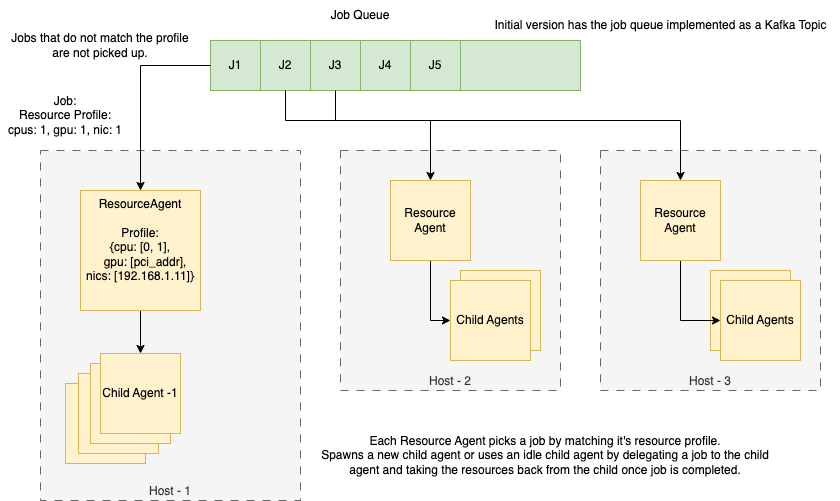 Job Queue
Initial version has the job queue implemented as a Kafka Topic
Jobs that do not match the profile
are not picked up.
J1
J2
J3
J4
J5
Job:
Resource Profile:
cpus: 1, gpu: 1, nic: 1
ResourceAgent
Profile:
{cpu: [0, 1],
gpu: [pci_addr],
nics: [192.168.1.11]}
Child Agent -1
Host - 1
Resource
Agent
Child Agents
Host - 2
Resource
Agent
Child Agents
Host - 3
Each Resource Agent picks a job by matching it's resource profile.
Spawns a new child agent or uses an idle child agent by delegating a job to the child
agent and taking the resources back from the child once job is completed.